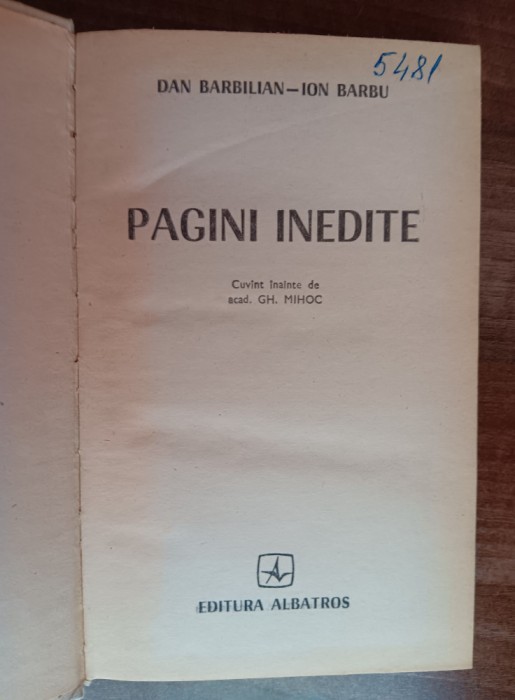 5481
DAN BARBILIAN—ION BARBU
PAGINI INEDITE
Cuvînt înainte de
acad. GH. MIHOC
EDITURA ALBATROS